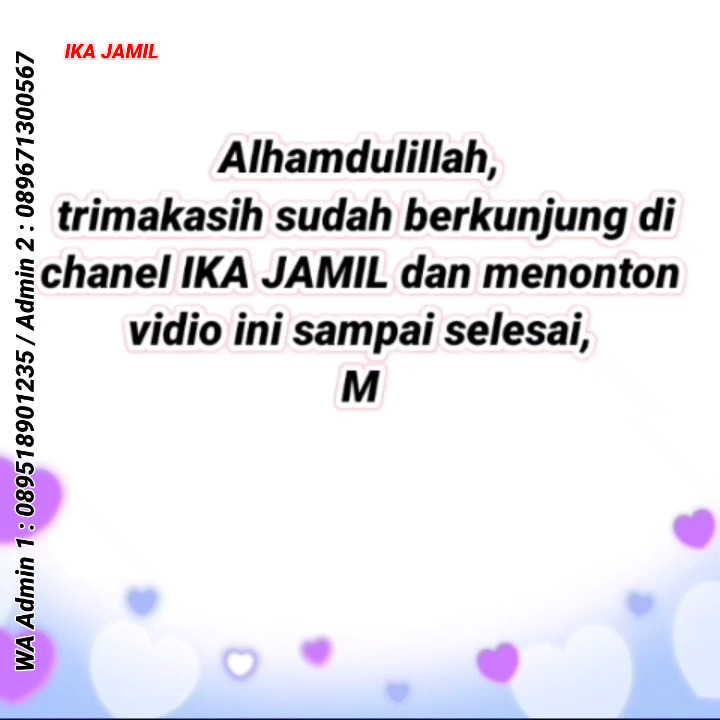 IKA JAMIL
Alhamdulillah,
trimakasih sudah berkunjung di
chanel IKA JAMIL dan menonton
vidio ini sampai selesai,
M
WA Admin 1 : 089518901235 / Admin 2 : 089671300567